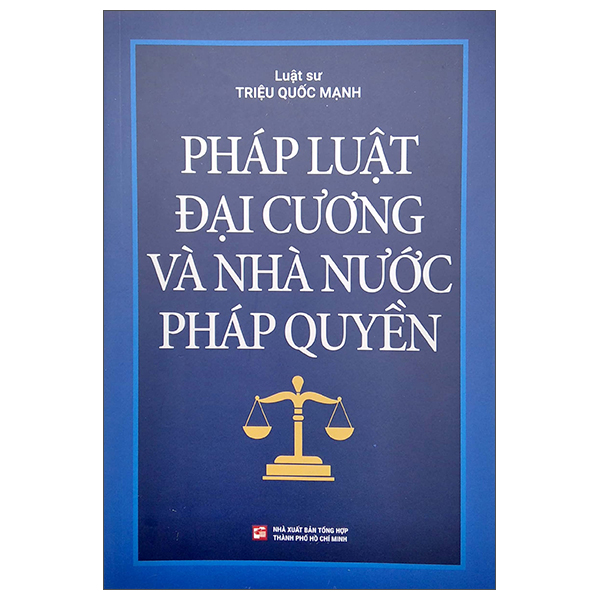 Luật sư
TRIỆU QUỐC MẠNH
PHÁP LUẬT
ĐẠI CƯƠNG
VÀ NHÀ NƯỚC
PHÁP QUYỀN
NHÀ XUẤT BẢN TỔNG HỢP
THÀNH PHỐ HỒ CHÍ MINH